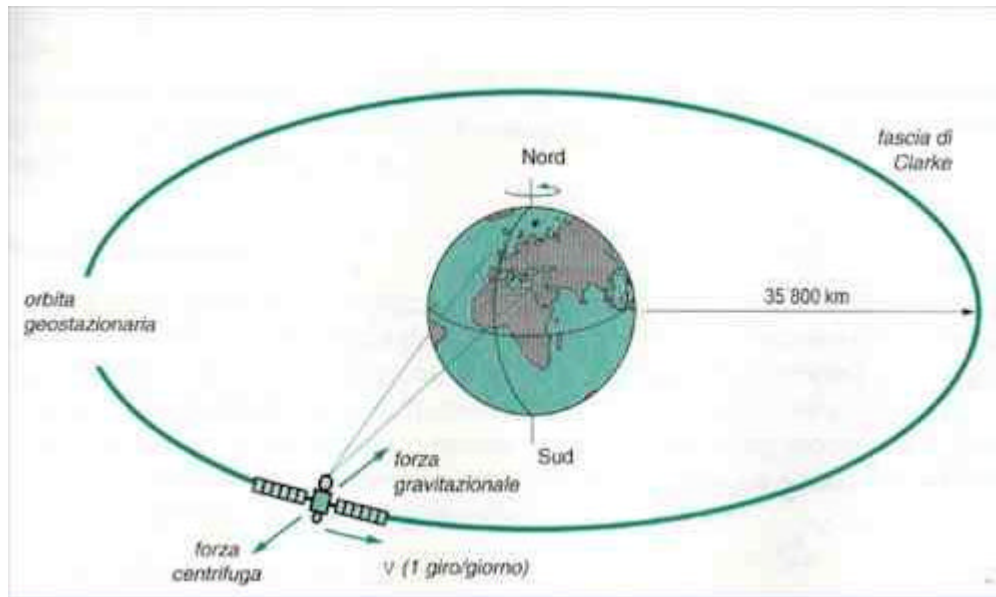 Nord
fascia di
Clarke
orbita
geostazionaria
35 800 km
Sud
forza
gravitazionale
forza
centrifuga
V (1 giro/giorno)